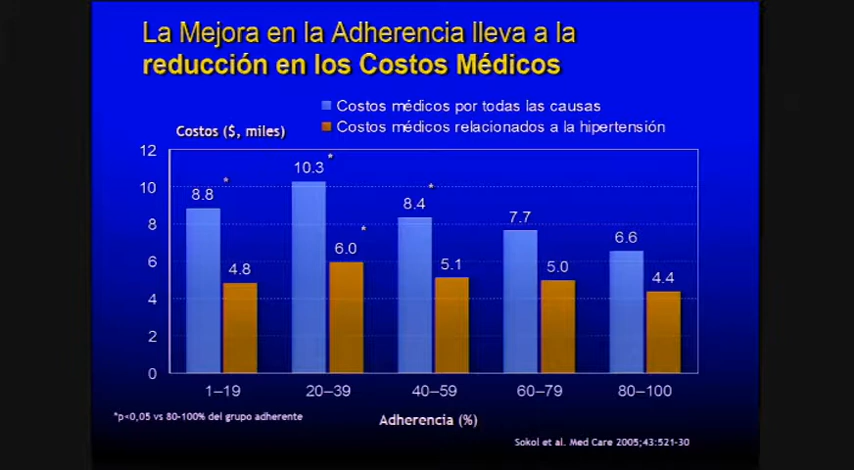 La Mejora en la Adherencia lleva a la
reducción en los Costos Médicos
Costos médicos por todas las causas
Costos ($, miles)
Costos médicos relacionados a la hipertensión
12
10
8
6
4
2
0
8.8 *
4.8
10.3 *
6.0 *
8.4 *
5.1
7.7
5.0
6.6
4.4
1–19 20–39 40–59 60–79 80–100
*p<0,05 vs 80-100% del grupo adherente
Adherencia (%)
Sokol et al. Med Care 2005;43:521-30